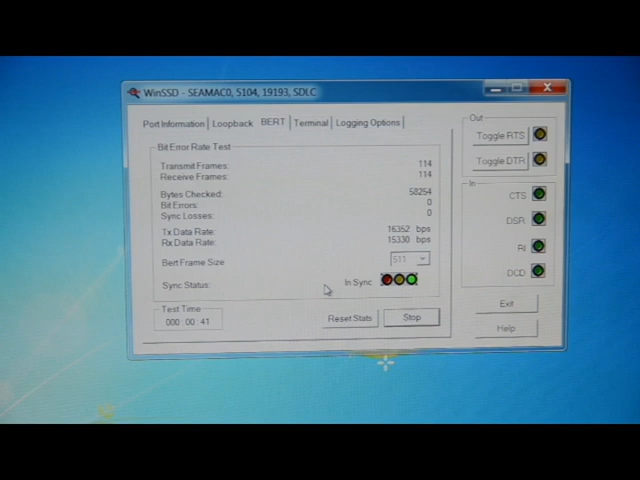 WinSSD - SEAMAC0, 5104, 19193, SDLC
Port Information Loopback BERT Terminal Logging Options
Bit Error Rate Test
Transmit Frames: 114
Receive Frames: 114
Bytes Checked: 58254
Bit Errors: 0
Sync Losses: 0
Tx Data Rate: 16352 bps
Rx Data Rate: 15330 bps
Bert Frame Size 511
Sync Status: In Sync
Test Time
000 : 00 : 41
Reset Stats Stop
Out
Toggle RTS
Toggle DTR
In
CTS
DSR
RI
DCD
Exit
Help